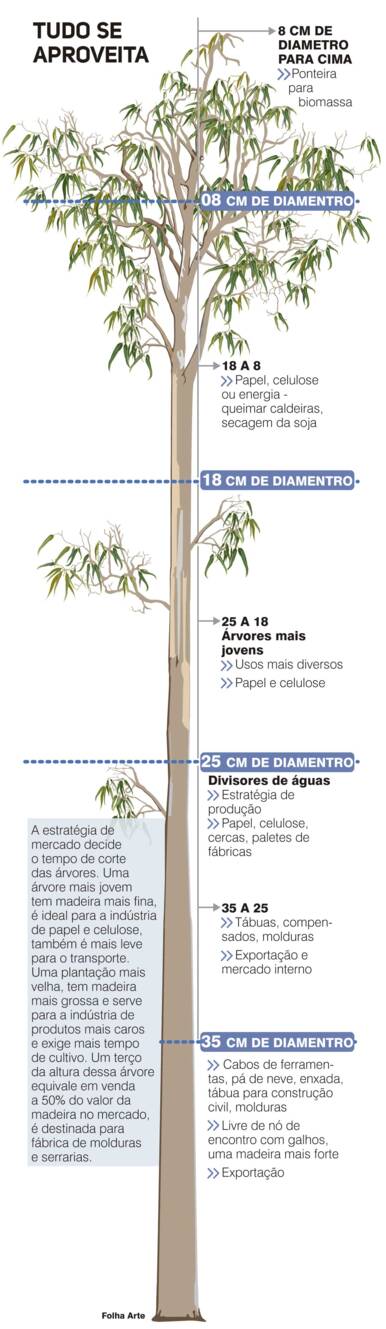 TUDO SE
APROVEITA
8 CM DE
DIAMETRO
PARA CIMA
Ponteira
para
biomassa
08 CM DE DIAMENTRO
18 A 8
Papel, celulose
ou energia -
queimar caldeiras,
secagem da soja
18 CM DE DIAMENTRO
25 A 18
Árvores mais
jovens
Usos mais diversos
Papel e celulose
25 CM DE DIAMENTRO
Divisores de águas
Estratégia de
produção
Papel, celulose,
cercas, paletes de
fábricas
A estratégia de
mercado decide
o tempo de corte
das árvores. Uma
árvore mais jovem
tem madeira mais fina,
é ideal para a indústria
de papel e celulose,
também é mais leve
para o transporte.
Uma plantação mais
velha, tem madeira
mais grossa e serve
para a indústria de
produtos mais caros
e exige mais tempo
de cultivo. Um terço
da altura dessa árvore
equivale em venda
a 50% do valor da
madeira no mercado,
é destinada para
fábrica de molduras
e serrarias.
35 A 25
Tábuas, compen-
sados, molduras
Exportação e
mercado interno
35 CM DE DIAMENTRO
Cabos de ferramen-
tas, pá de neve, enxada,
tábua para construção
civil, molduras
Livre de nó de
encontro com galhos,
uma madeira mais forte
Exportação
Folha Arte